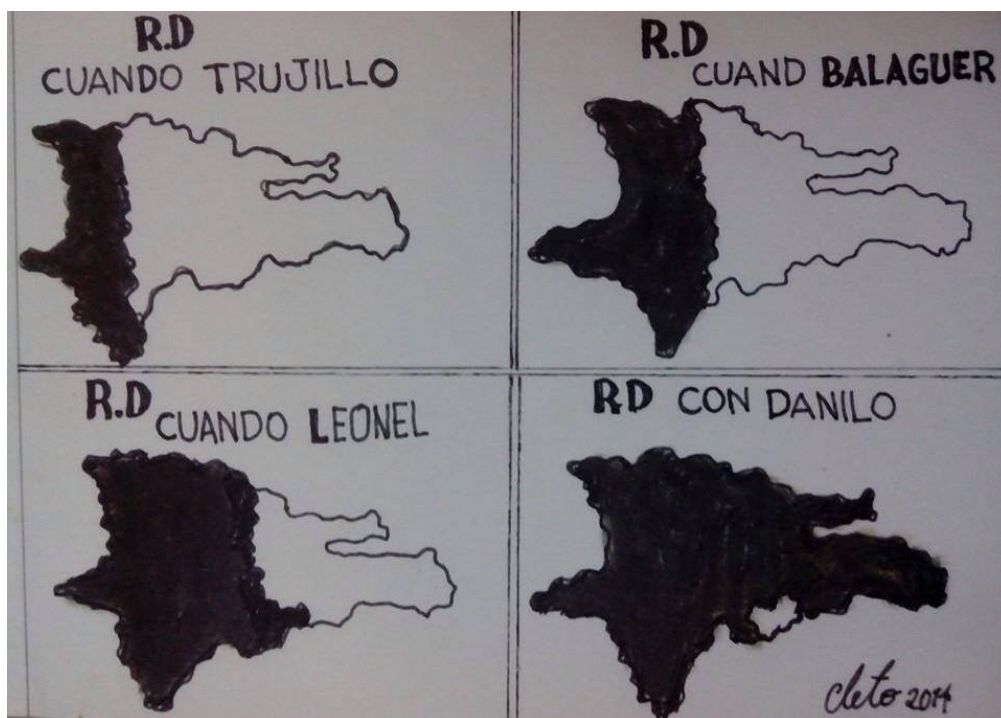 R.D
CUANDO TRUJILLO
R.D
CUAND BALAGUER
R.D
CUANDO LEONEL
RD CON DANILO
cleto 2014